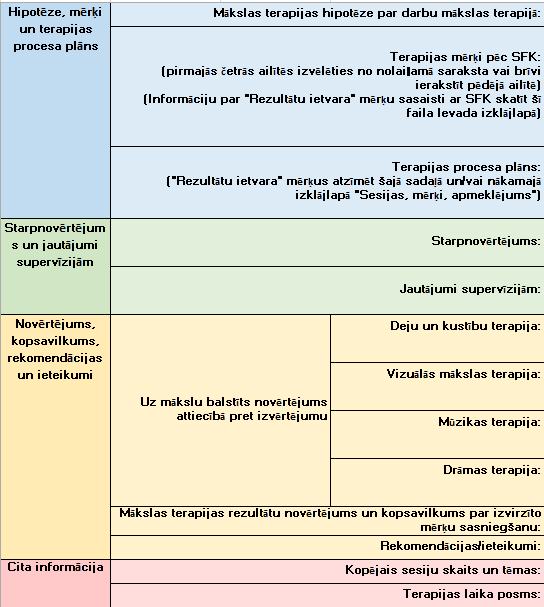 Hipotēze, mērķi
un terapijas
procesa plāns
Mākslas terapijas hipotēze par darbu mākslas terapijā:
Terapijas mērķi pēc SFK:
(pirmajās četrās ailītēs izvēlēties no nolaižamā saraksta vai brīvi
ierakstīt pēdējā ailītē)
(Informāciju par "Rezultātu ietvara" mērķu sasaisti ar SFK skatīt šī
faila Ievada izklājlapā)
Terapijas procesa plāns:
("Rezultātu ietvara" mērķus atzīmēt šajā sadaļā un/vai nākamajā
izklājlapā "Sesijas, mērķi, apmeklējums")
Starpnovērtējum
s un jautājumi
supervīzijām
Starpnovērtējums:
Jautājumi supervīzijām:
Novērtējums,
kopsavilkums,
rekomendācijas
un ieteikumi
Uz mākslu balstīts novērtējums
attiecībā pret izvērtējumu
Deju un kustību terapija:
Vizuālās mākslas terapija:
Mūzikas terapija:
Drāmas terapija:
Mākslas terapijas rezultātu novērtējums un kopsavilkums par izvirzīto
mērķu sasniegšanu:
Rekomendācijas/ieteikumi:
Cita informācija
Kopējais sesiju skaits un tēmas:
Terapijas laika posms: